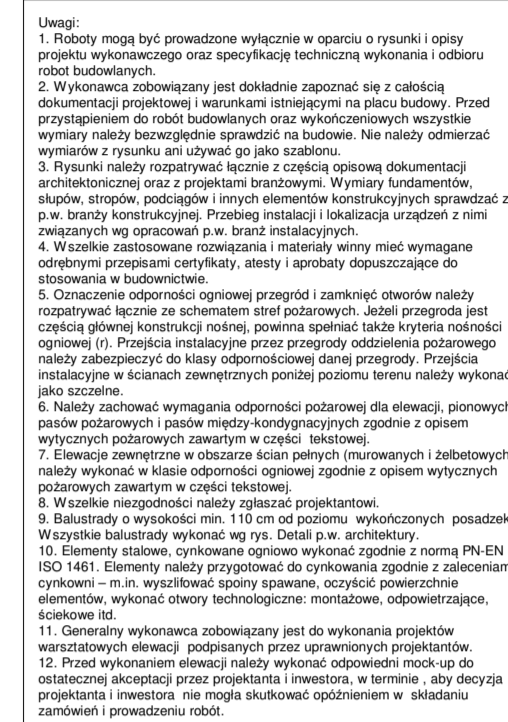 Uwagi:
1. Roboty mogą być prowadzone wyłącznie w oparciu o rysunki i opisy
projektu wykonawczego oraz specyfikację techniczną wykonania i odbioru
robot budowlanych.
2. Wykonawca zobowiązany jest dokładnie zapoznać się z całością
dokumentacji projektowej i warunkami istniejącymi na placu budowy. Przed
przystąpieniem do robót budowlanych oraz wykończeniowych wszystkie
wymiary należy bezwzględnie sprawdzić na budowie. Nie należy odmierzać
wymiarów z rysunku ani używać go jako szablonu.
3. Rysunki należy rozpatrywać łącznie z częścią opisową dokumentacji
architektonicznej oraz z projektami branżowymi. Wymiary fundamentów,
słupów, stropów, podciągów i innych elementów konstrukcyjnych sprawdzać z
p.w. branży konstrukcyjnej. Przebieg instalacji i lokalizacja urządzeń z nimi
związanych wg opracowań p.w. branż instalacyjnych.
4. Wszelkie zastosowane rozwiązania i materiały winny mieć wymagane
odrębnymi przepisami certyfikaty, atesty i aprobaty dopuszczające do
stosowania w budownictwie.
5. Oznaczenie odporności ogniowej przegród i zamknięć otworów należy
rozpatrywać łącznie ze schematem stref pożarowych. Jeżeli przegroda jest
częścią głównej konstrukcji nośnej, powinna spełniać także kryteria nośności
ogniowej (r). Przejścia instalacyjne przez przegrody oddzielenia pożarowego
należy zabezpieczyć do klasy odpornościowej danej przegrody. Przejścia
instalacyjne w ścianach zewnętrznych poniżej poziomu terenu należy wykonać
jako szczelne.
6. Należy zachować wymagania odporności pożarowej dla elewacji, pionowych
pasów pożarowych i pasów między-kondygnacyjnych zgodnie z opisem
wytycznych pożarowych zawartym w części tekstowej.
7. Elewacje zewnętrzne w obszarze ścian pełnych (murowanych i żelbetowych
należy wykonać w klasie odporności ogniowej zgodnie z opisem wytycznych
pożarowych zawartym w części tekstowej.
8. Wszelkie niezgodności należy zgłaszać projektantowi.
9. Balustrady o wysokości min. 110 cm od poziomu wykończonych posadzek
Wszystkie balustrady wykonać wg rys. Detali p.w. architektury.
10. Elementy stalowe, cynkowane ogniowo wykonać zgodnie z normą PN-EN
ISO 1461. Elementy należy przygotować do cynkowania zgodnie z zaleceniam
cynkowni – m.in. wyszlifować spoiny spawane, oczyścić powierzchnie
elementów, wykonać otwory technologiczne: montażowe, odpowietrzające,
ściekowe itd.
11. Generalny wykonawca zobowiązany jest do wykonania projektów
warsztatowych elewacji podpisanych przez uprawnionych projektantów.
12. Przed wykonaniem elewacji należy wykonać odpowiedni mock-up do
ostatecznej akceptacji przez projektanta i inwestora, w terminie , aby decyzja
projektanta i inwestora nie mogła skutkować opóźnieniem w składaniu
zamówień i prowadzeniu robót.